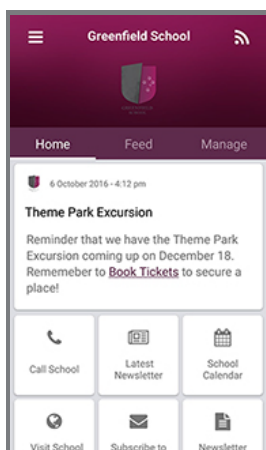 Greenfield School
GREENFIELD
SCHOOL
Home Feed Manage
6 October 2016 - 4:12 pm
Theme Park Excursion
Reminder that we have the Theme Park
Excursion coming up on December 18.
Rememeber to Book Tickets to secure a
place!
Call School
Latest
Newsletter
School
Calendar
Visit School
Subscribe to
Newsletter